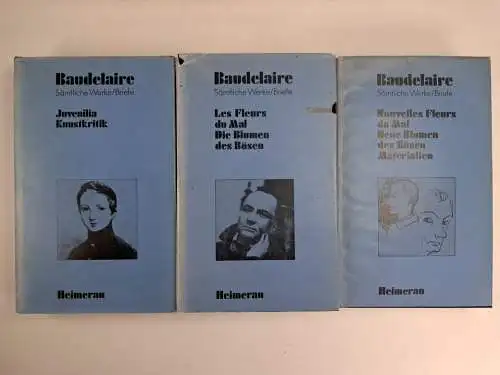 Baudelaire
Sämtliche Werke/Briefe
Juvenilia
Kunstkritik
Heimeran
Baudelaire
Sämtliche Werke/Briefe
Les Fleurs
du Mal
Die Blumen
des Bösen
Heimeran
Baudelaire
Sämtliche Werke/Briefe
Nouvelles Fleurs
du Mal
Neue Blumen
des Bösen
Materialien
Heimeran